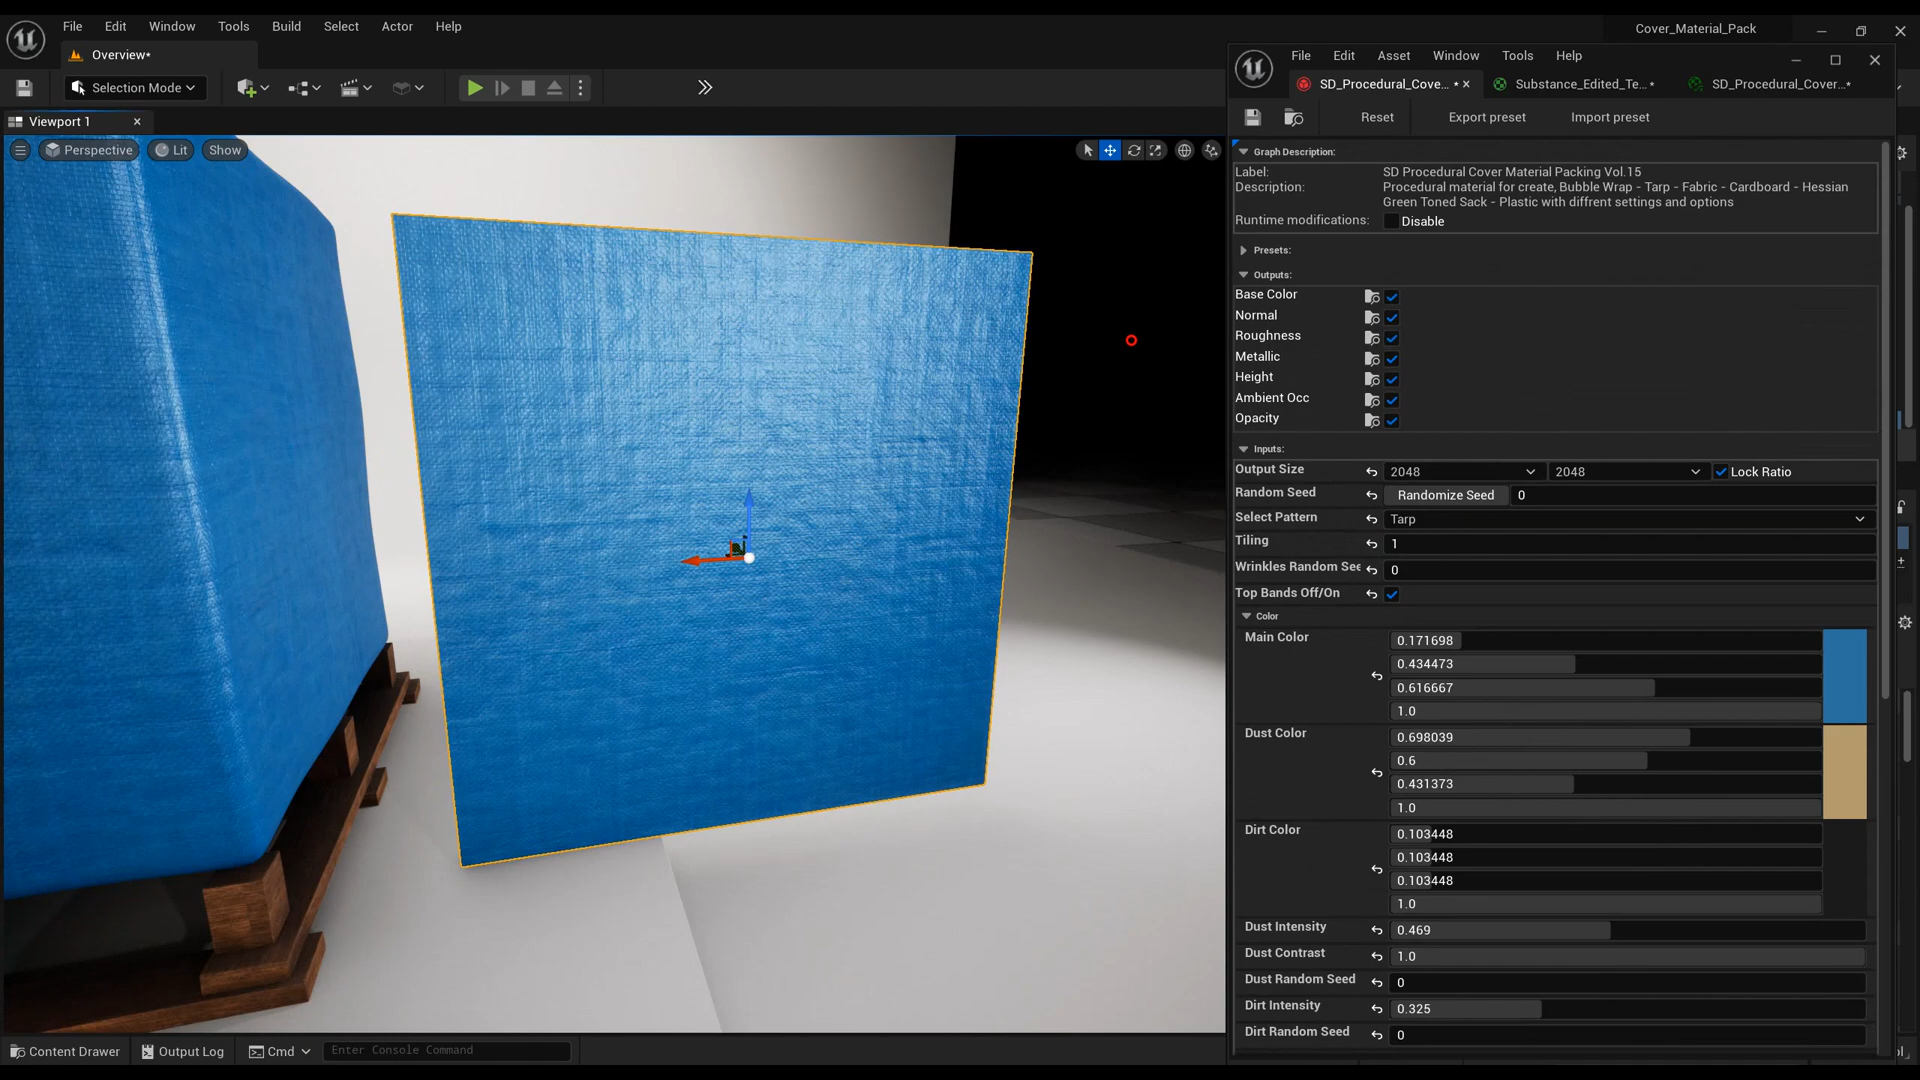 File Edit Window Tools Build Select Actor Help
Cover_Material_Pack
Overview*
Selection Mode
Viewport 1
Perspective Lit Show
File Edit Asset Window Tools Help
SD_Procedural_Cove... * Substance_Edited_Te... * SD_Procedural_Cover... *
Reset Export preset Import preset
Graph Description:
Label: SD Procedural Cover Material Packing Vol.15
Description: Procedural material for create, Bubble Wrap - Tarp - Fabric - Cardboard - Hessian
Green Toned Sack - Plastic with diffrent settings and options
Runtime modifications: Disable
Presets:
Outputs:
Base Color
Normal
Roughness
Metallic
Height
Ambient Occ
Opacity
Inputs:
Output Size 2048 2048 Lock Ratio
Random Seed Randomize Seed 0
Select Pattern Tarp
Tiling 1
Wrinkles Random See 0
Top Bands Off/On
Color
Main Color 0.171698
0.434473
0.616667
1.0
Dust Color 0.698039
0.6
0.431373
1.0
Dirt Color 0.103448
0.103448
0.103448
1.0
Dust Intensity 0.469
Dust Contrast 1.0
Dust Random Seed 0
Dirt Intensity 0.325
Dirt Random Seed 0
Content Drawer Output Log Cmd Enter Console Command